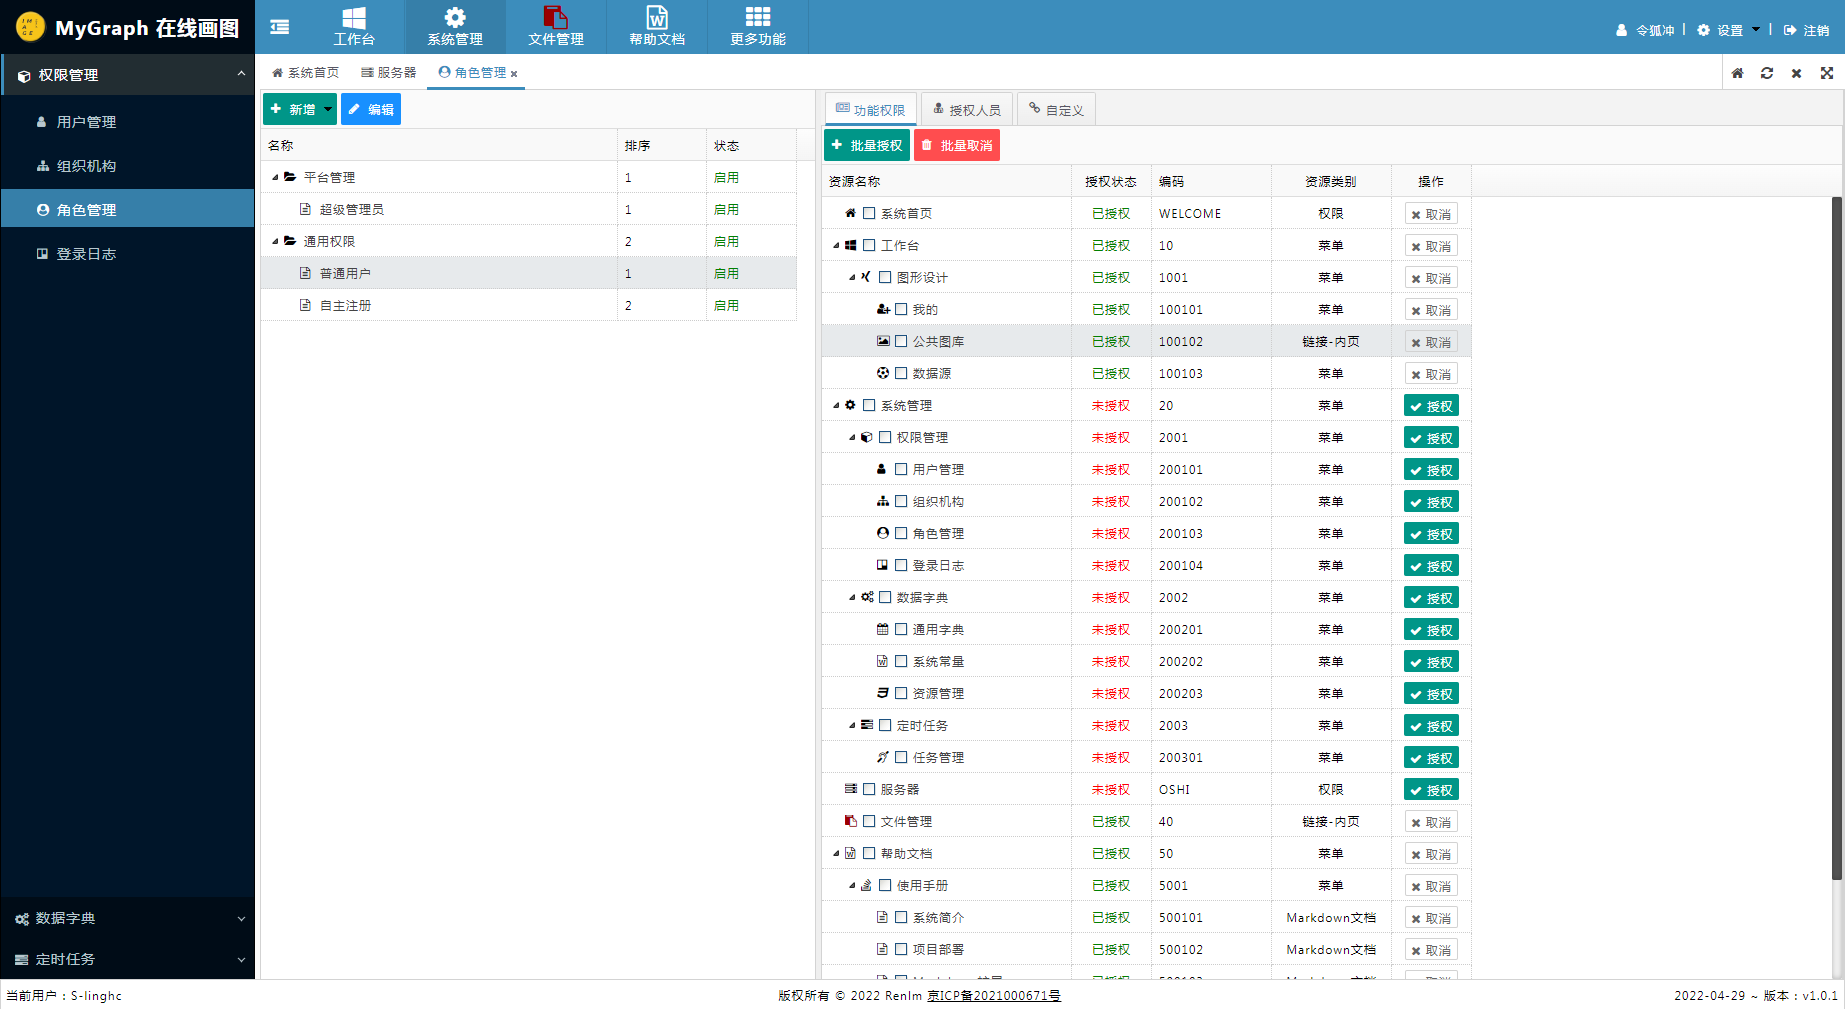 MyGraph 在线画图
工作台
系统管理
文件管理
帮助文档
更多功能
令狐冲 | 设置 | 注销
权限管理
用户管理
组织机构
角色管理
登录日志
数据字典
定时任务
系统首页 服务器 角色管理
新增 编辑
名称 排序 状态
平台管理 1 启用
超级管理员 1 启用
通用权限 2 启用
普通用户 1 启用
自主注册 2 启用
功能权限 授权人员 自定义
批量授权 批量取消
资源名称 授权状态 编码 资源类别 操作
系统首页 已授权 WELCOME 权限 取消
工作台 已授权 10 菜单 取消
图形设计 已授权 1001 菜单 取消
我的 已授权 100101 菜单 取消
公共图库 已授权 100102 链接-内页 取消
数据源 已授权 100103 菜单 取消
系统管理 未授权 20 菜单 授权
权限管理 未授权 2001 菜单 授权
用户管理 未授权 200101 菜单 授权
组织机构 未授权 200102 菜单 授权
角色管理 未授权 200103 菜单 授权
登录日志 未授权 200104 菜单 授权
数据字典 未授权 2002 菜单 授权
通用字典 未授权 200201 菜单 授权
系统常量 未授权 200202 菜单 授权
资源管理 未授权 200203 菜单 授权
定时任务 未授权 2003 菜单 授权
任务管理 未授权 200301 菜单 授权
服务器 未授权 OSHI 权限 授权
文件管理 已授权 40 链接-内页 取消
帮助文档 已授权 50 菜单 取消
使用手册 已授权 5001 菜单 取消
系统简介 已授权 500101 Markdown文档 取消
项目部署 已授权 500102 Markdown文档 取消
当前用户：S-linghc
版权所有 © 2022 Renlm 京ICP备2021000671号
2022-04-29 ~ 版本：v1.0.1